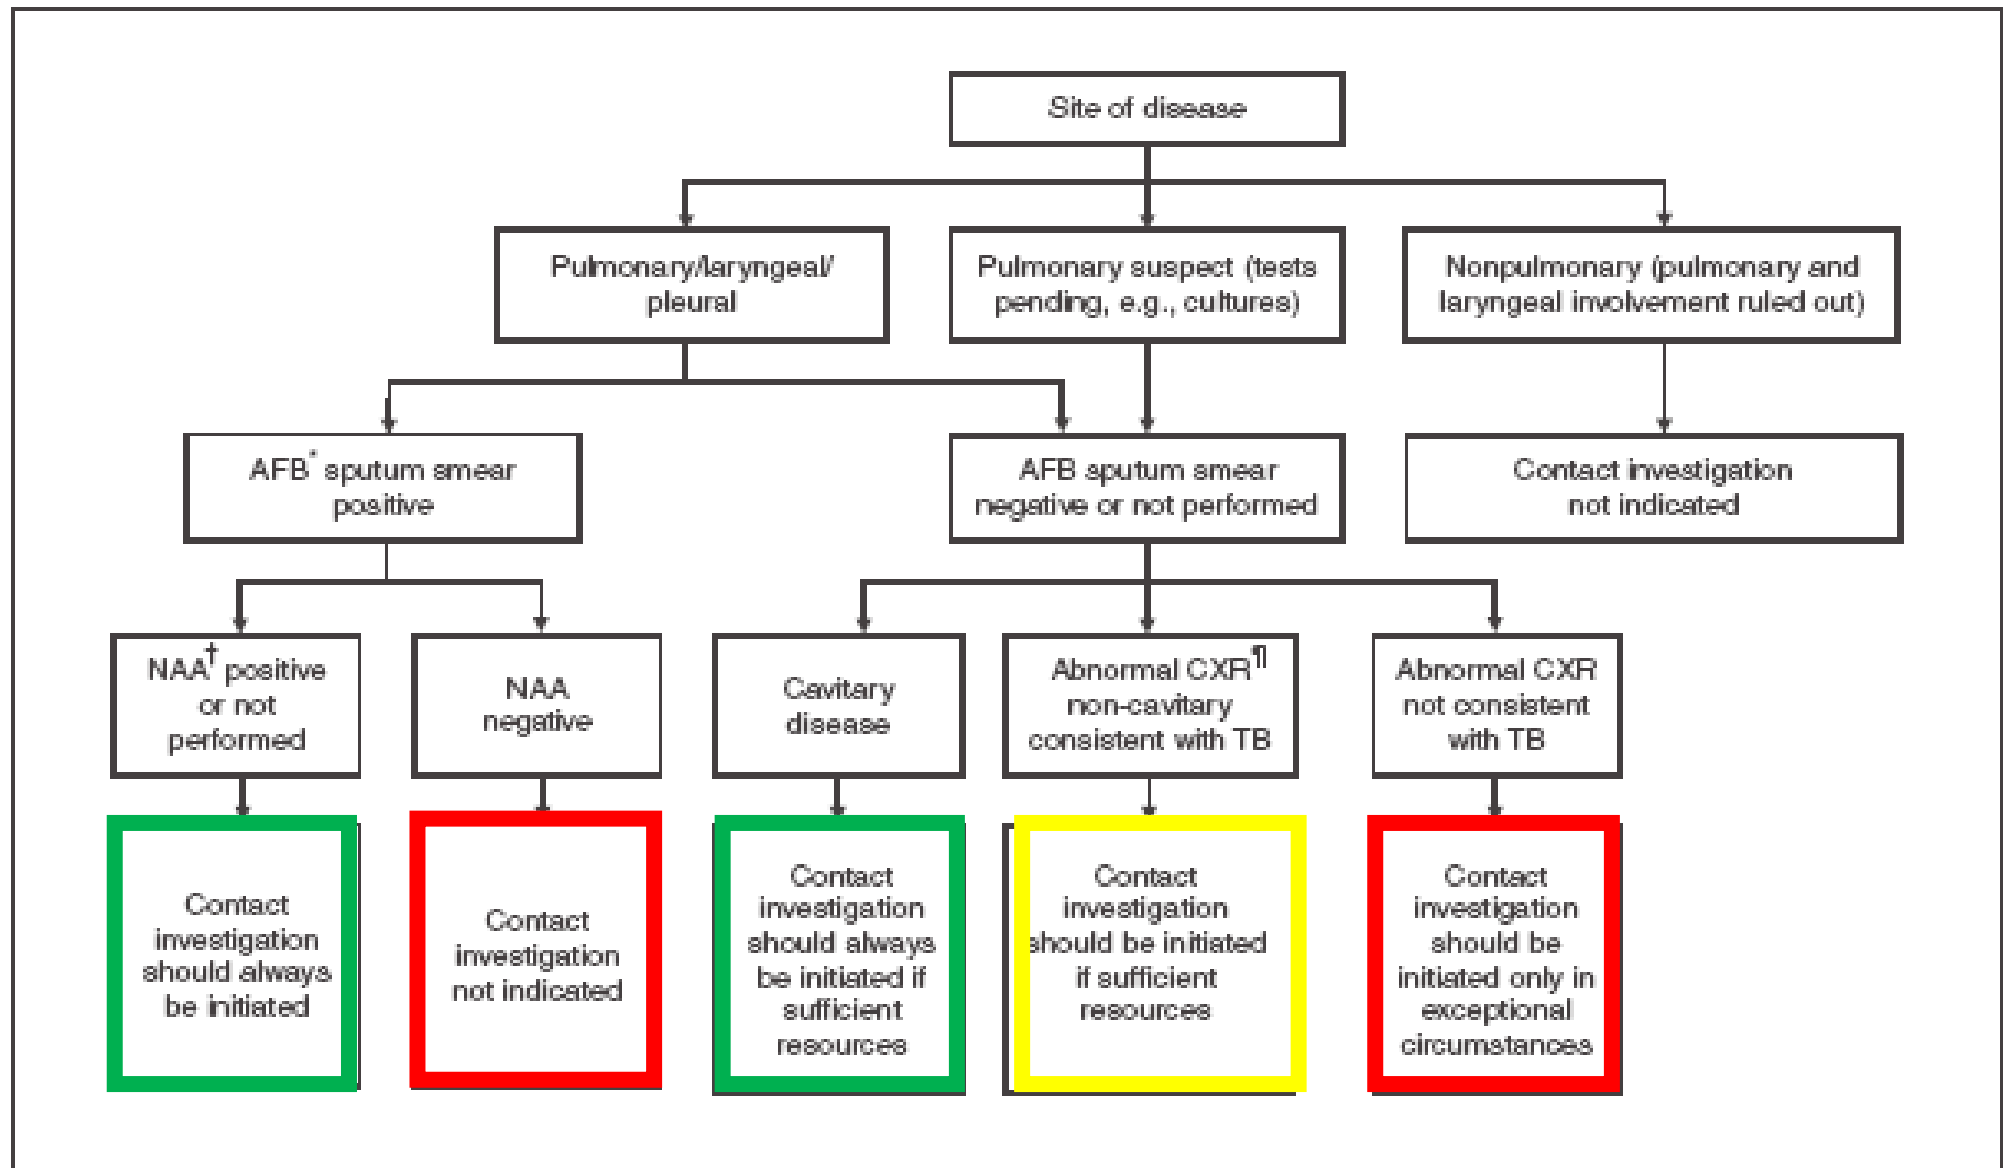 Site of disease
Pulmonary/laryngeal/
pleural
Pulmonary suspect (tests
pending, e.g., cultures)
Nonpulmonary (pulmonary and
laryngeal involvement ruled out)
AFB* sputum smear
positive
AFB sputum smear
negative or not performed
Contact investigation
not indicated
NAA† positive
or not
performed
NAA
negative
Cavitary
disease
Abnormal CXR¶
non-cavitary
consistent with TB
Abnormal CXR
not consistent
with TB
Contact
investigation
should always
be initiated
Contact
investigation
not indicated
Contact
investigation
should always
be initiated if
sufficient
resources
Contact
investigation
should be initiated
if sufficient
resources
Contact
investigation
should be
initiated only in
exceptional
circumstances